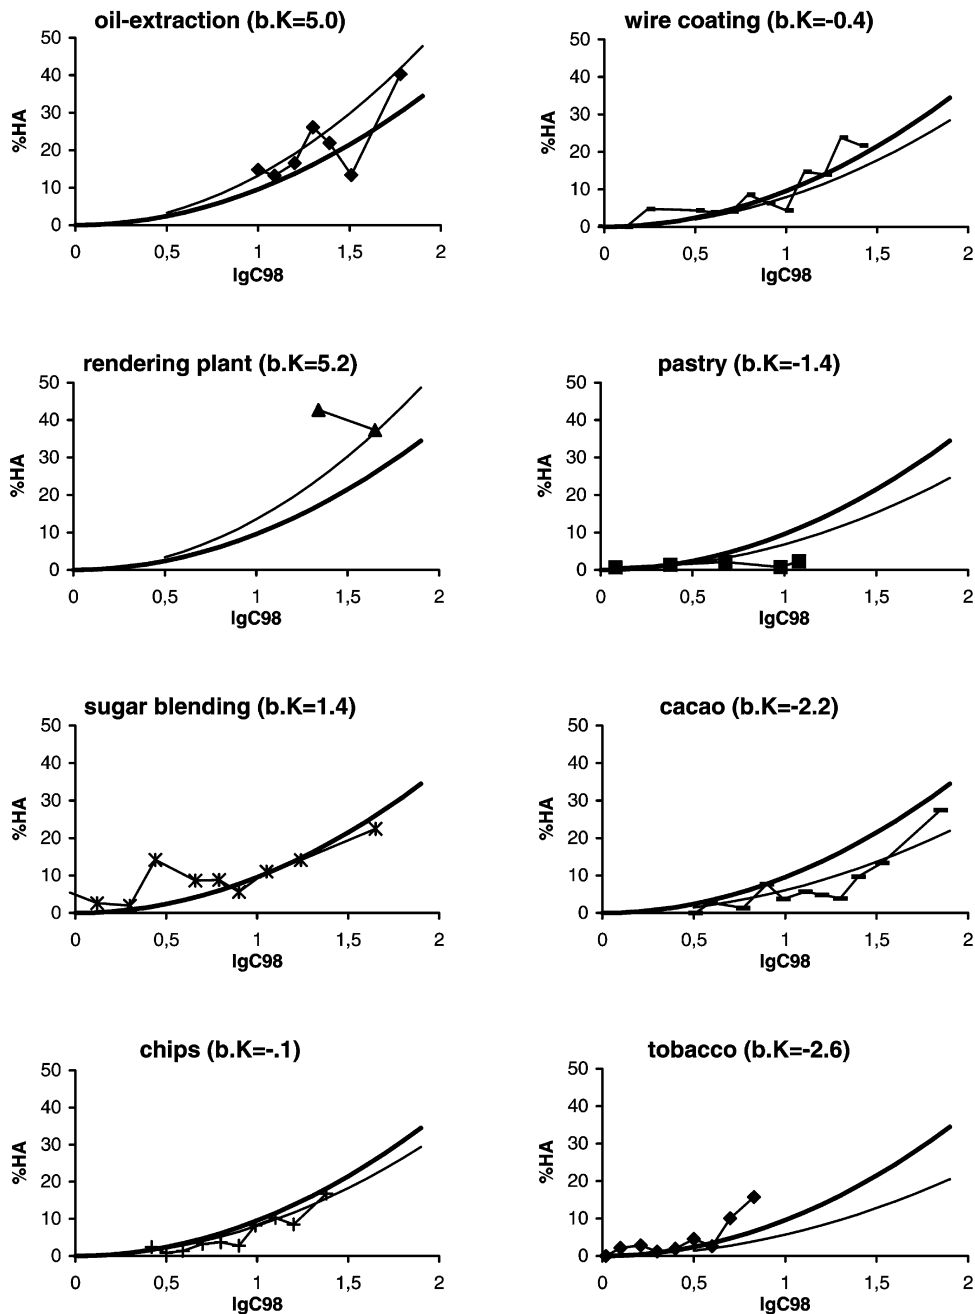 oil-extraction (b.K=5.0)
%HA
50
40
30
20
10
0
0 0,5 1 1,5 2
lgC98
wire coating (b.K=-0.4)
%HA
50
40
30
20
10
0
0 0,5 1 1,5 2
lgC98
rendering plant (b.K=5.2)
%HA
50
40
30
20
10
0
0 0,5 1 1,5 2
lgC98
pastry (b.K=-1.4)
%HA
50
40
30
20
10
0
0 0,5 1 1,5 2
lgC98
sugar blending (b.K=1.4)
%HA
50
40
30
20
10
0
0 0,5 1 1,5 2
lgC98
cacao (b.K=-2.2)
%HA
50
40
30
20
10
0
0 0,5 1 1,5 2
lgC98
chips (b.K=-.1)
%HA
50
40
30
20
10
0
0 0,5 1 1,5 2
lgC98
tobacco (b.K=-2.6)
%HA
50
40
30
20
10
0
0 0,5 1 1,5 2
lgC98